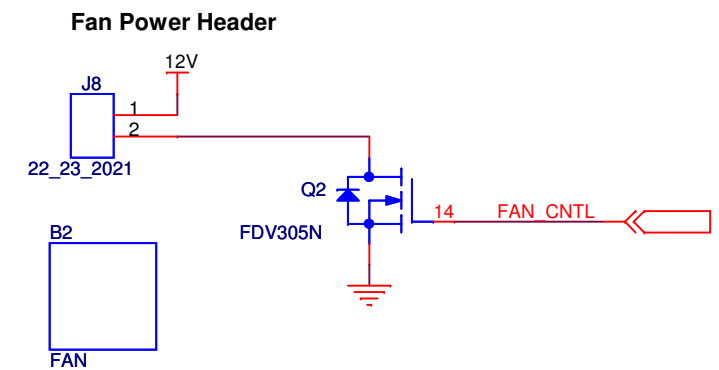 Fan Power Header
12V
J8
1
2
22_23_2021
Q2
14
FAN_CNTL
FDV305N
B2
FAN